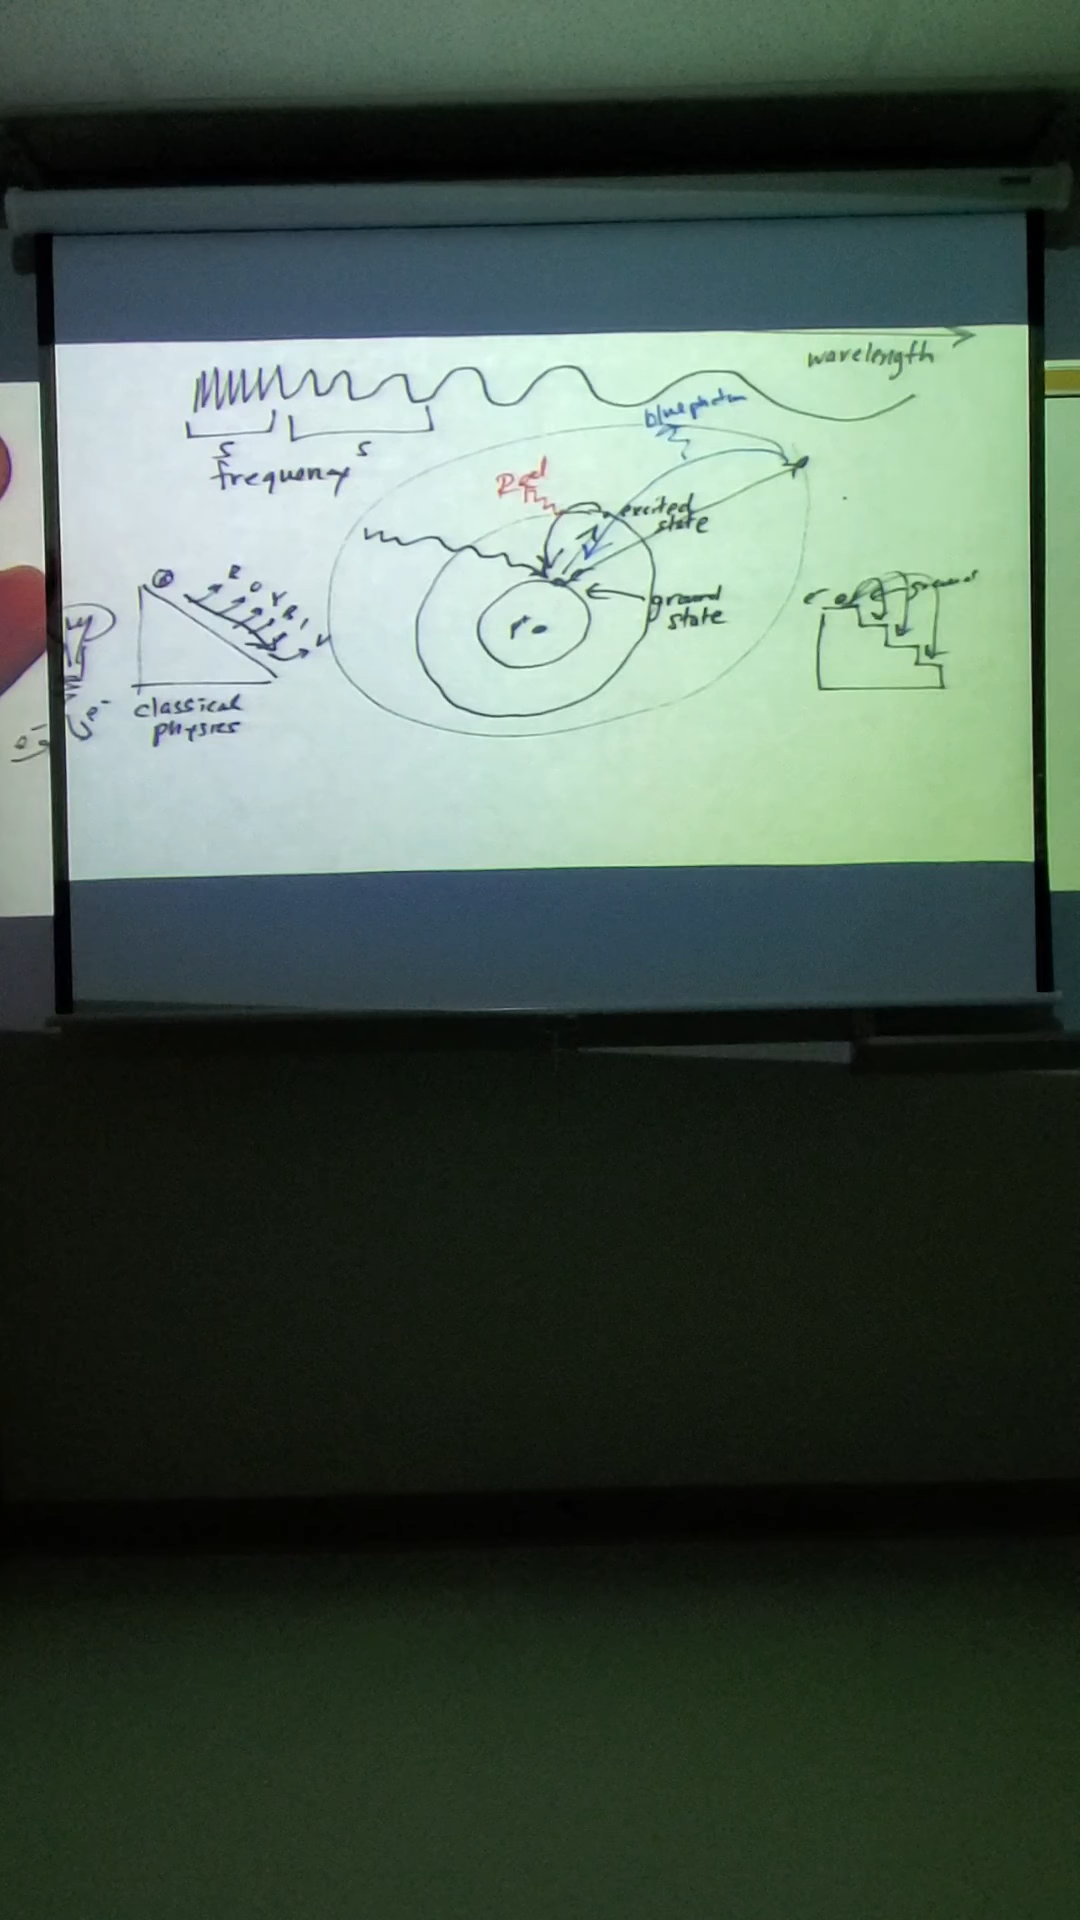 wavelength
blue photon
s s
frequency
Red
excited
state
R O Y
ground
state
classical
physics
e-
e-